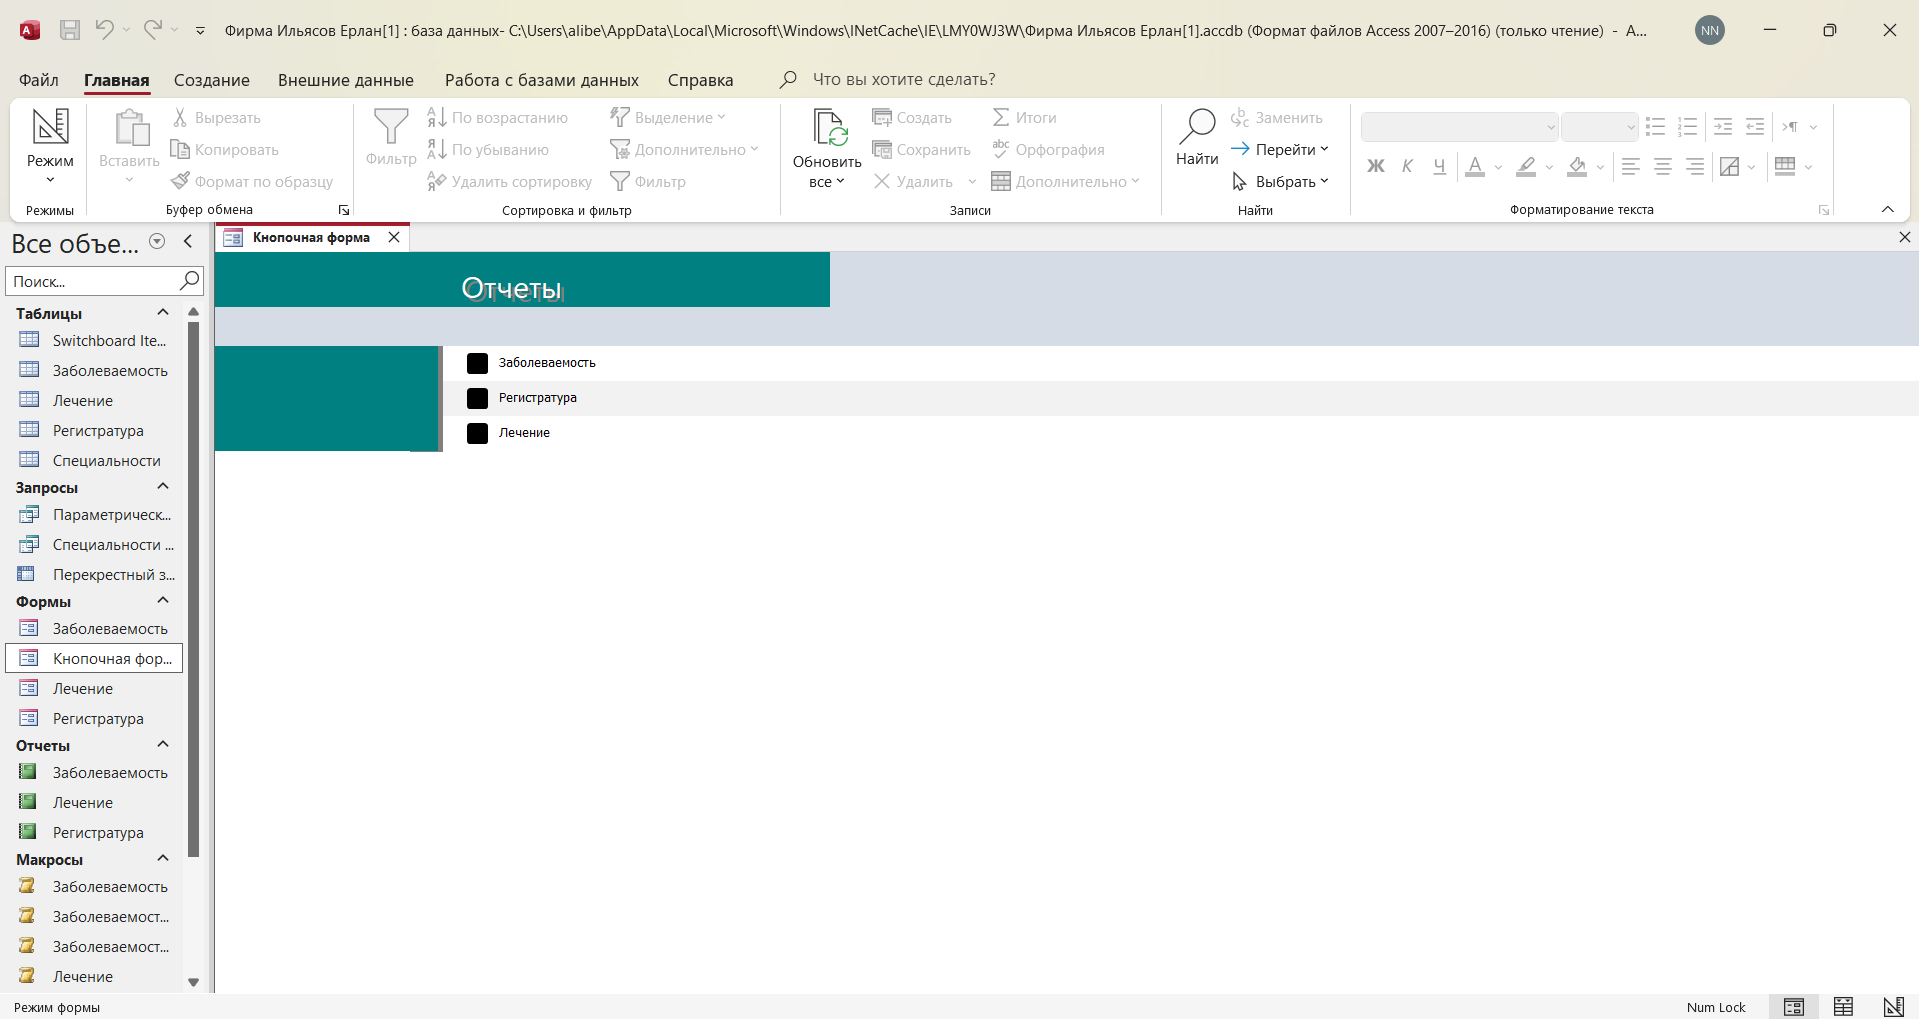 Фирма Ильясов Ерлан[1] : база данных- C:\Users\alibe\AppData\Local\Microsoft\Windows\INetCache\IE\LMY0WJ3W\Фирма Ильясов Ерлан[1].accdb (Формат файлов Access 2007–2016) (только чтение) - A...
NN
Файл Главная Создание Внешние данные Работа с базами данных Справка Что вы хотите сделать?
Режим
Режимы
Вставить
Вырезать
Копировать
Формат по образцу
Буфер обмена
Фильтр
По возрастанию
По убыванию
Удалить сортировку
Выделение
Дополнительно
Фильтр
Сортировка и фильтр
Обновить
все
Создать
Сохранить
Удалить
Итоги
Орфография
Дополнительно
Записи
Найти
Заменить
Перейти
Выбрать
Найти
Ж К Ч А
Форматирование текста
Все объе...
Поиск...
Таблицы
Switchboard Ite...
Заболеваемость
Лечение
Регистратура
Специальности
Запросы
Параметрическ...
Специальности ...
Перекрестный з...
Формы
Заболеваемость
Кнопочная фор...
Лечение
Регистратура
Отчеты
Заболеваемость
Лечение
Регистратура
Макросы
Заболеваемость
Заболеваемост...
Заболеваемост...
Лечение
Кнопочная форма
Отчеты
Заболеваемость
Регистратура
Лечение
Режим формы
Num Lock